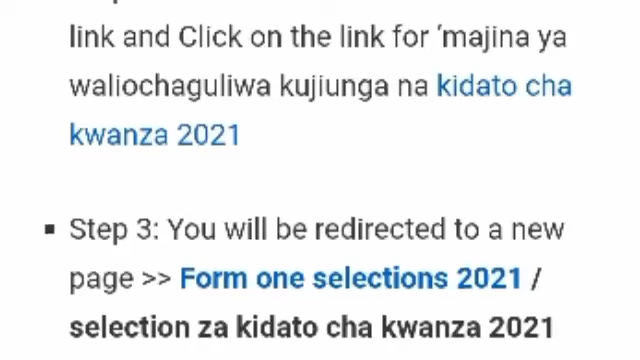 link and Click on the link for ‘majina ya
waliochaguliwa kujiunga na kidato cha
kwanza 2021
▪ Step 3: You will be redirected to a new
page >> Form one selections 2021 /
selection za kidato cha kwanza 2021